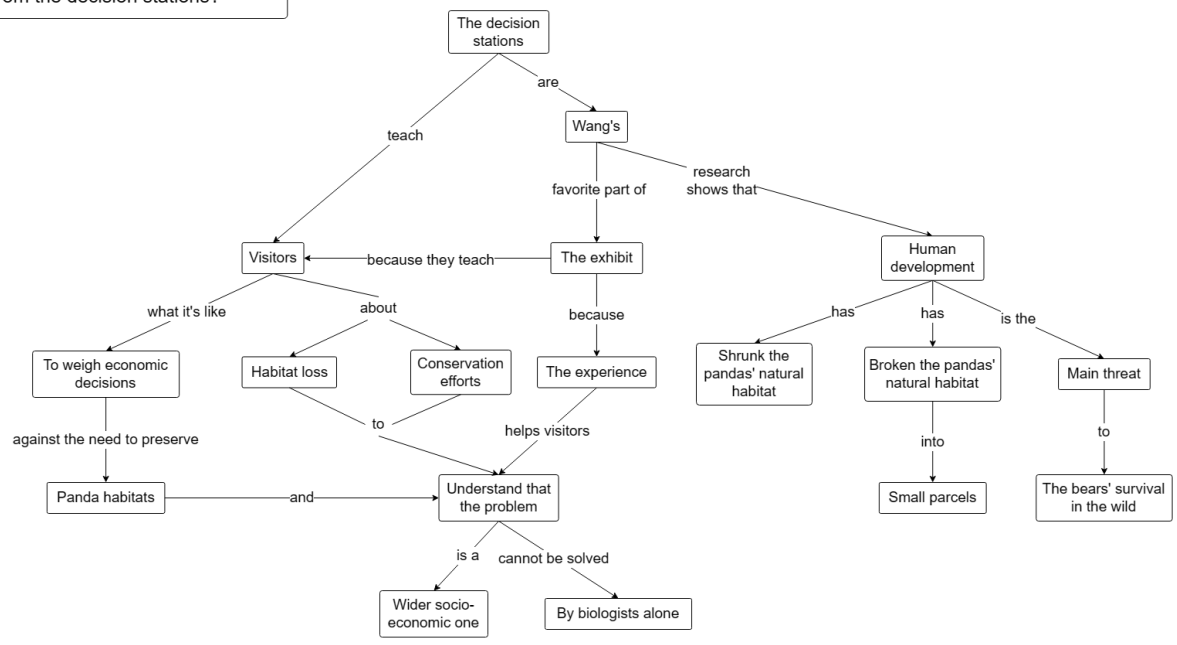 from the decision stations?
The decision
stations
are
teach
Wang's
research
shows that
favorite part of
Visitors
because they teach
The exhibit
Human
development
what it's like
about
because
has
has
is the
To weigh economic
decisions
Habitat loss
Conservation
efforts
The experience
Shrunk the
pandas' natural
habitat
Broken the pandas'
natural habitat
Main threat
against the need to preserve
to
helps visitors
into
to
Panda habitats
and
Understand that
the problem
Small parcels
The bears' survival
in the wild
is a
cannot be solved
Wider socio-
economic one
By biologists alone